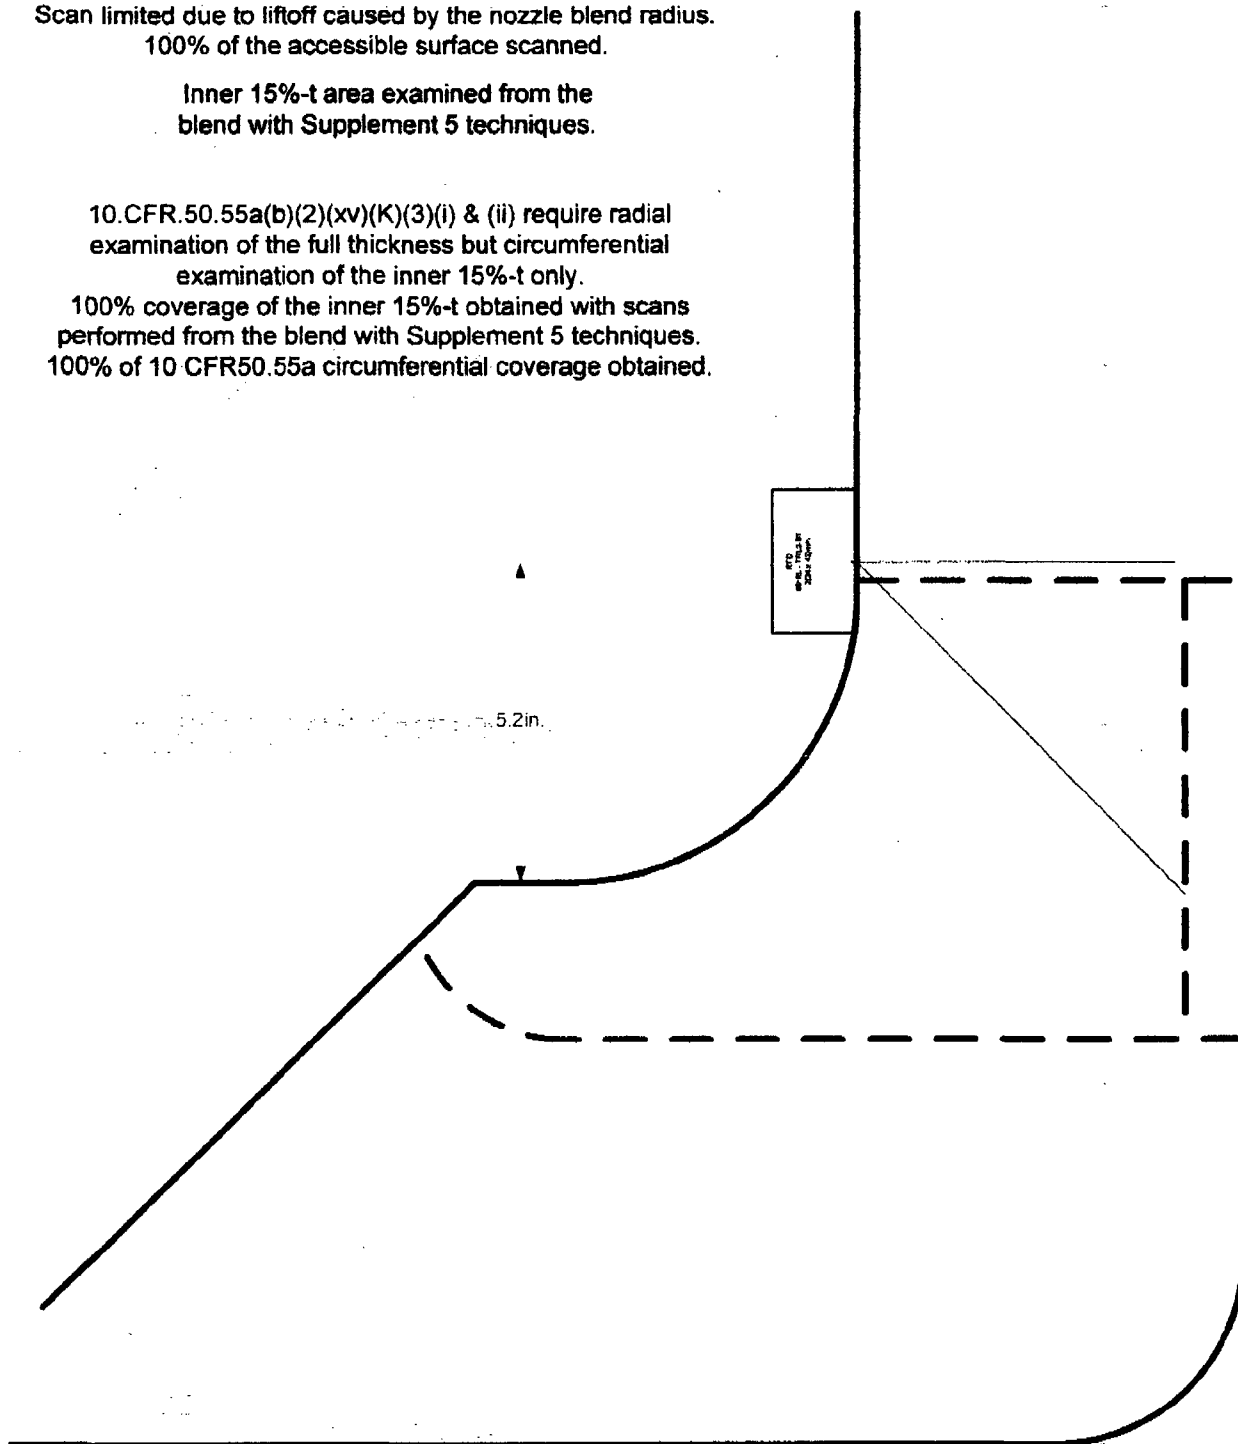 Scan limited due to liftoff caused by the nozzle blend radius.
100% of the accessible surface scanned.
Inner 15%-t area examined from the
blend with Supplement 5 techniques.
10.CFR.50.55a(b)(2)(xv)(K)(3)(i) & (ii) require radial
examination of the full thickness but circumferential
examination of the inner 15%-t only.
100% coverage of the inner 15%-t obtained with scans
performed from the blend with Supplement 5 techniques.
100% of 10 CFR50.55a circumferential coverage obtained.
RTD
5.2in.